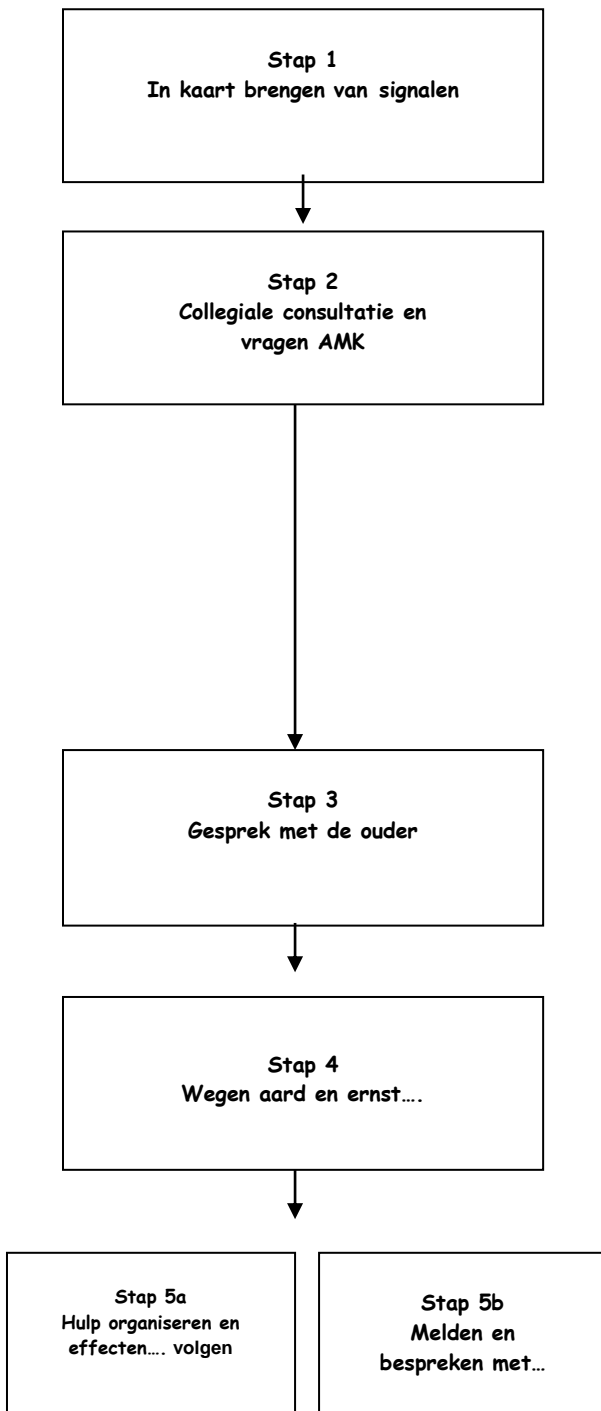 Stap 1
In kaart brengen van signalen
Stap 2
Collegiale consultatie en
vragen AMK
Stap 3
Gesprek met de ouder
Stap 4
Wegen aard en ernst….
Stap 5a
Hulp organiseren en
effecten…. volgen
Stap 5b
Melden en
bespreken met…